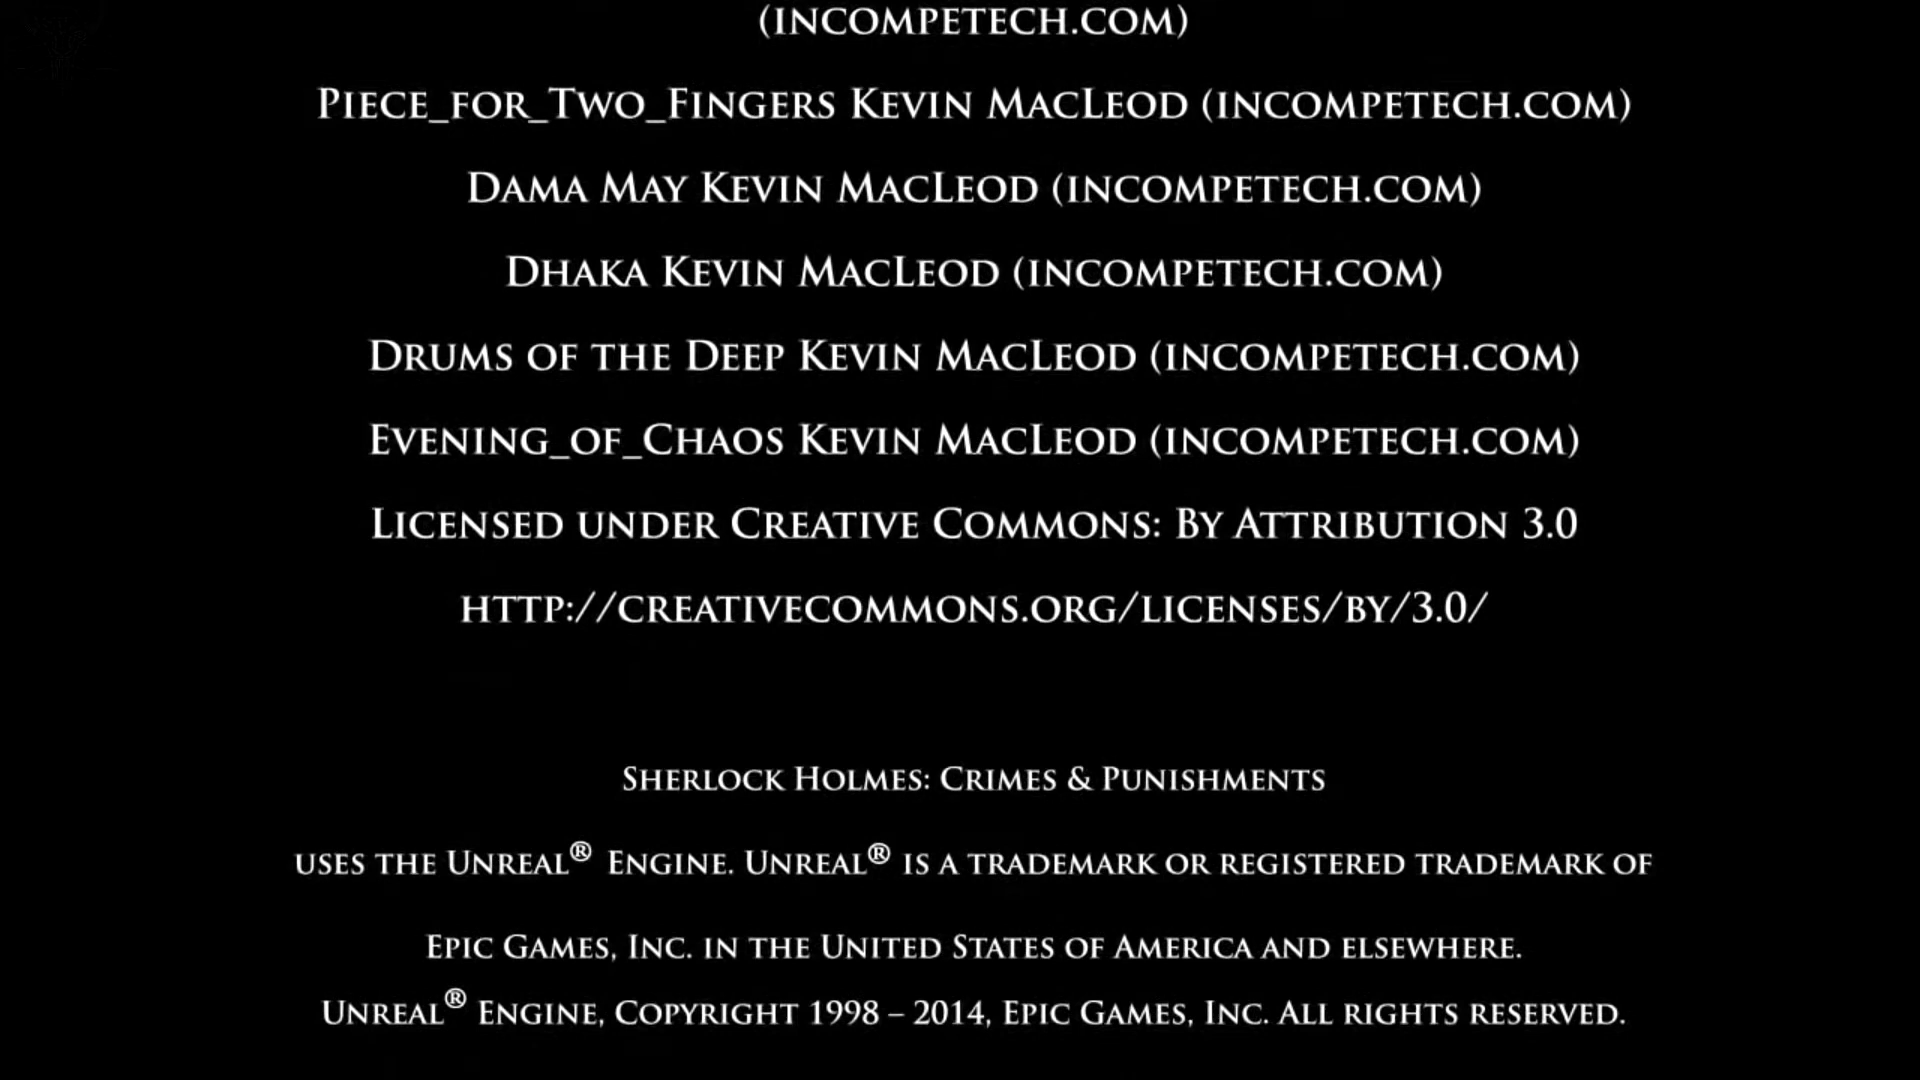 (incompetech.com)
Piece_for_Two_Fingers Kevin MacLeod (incompetech.com)
Dama May Kevin MacLeod (incompetech.com)
Dhaka Kevin MacLeod (incompetech.com)
Drums of the Deep Kevin MacLeod (incompetech.com)
Evening_of_Chaos Kevin MacLeod (incompetech.com)
Licensed under Creative Commons: By Attribution 3.0
http://creativecommons.org/licenses/by/3.0/
Sherlock Holmes: Crimes & Punishments
uses the Unreal® Engine. Unreal® is a trademark or registered trademark of
Epic Games, Inc. in the United States of America and elsewhere.
Unreal® Engine, Copyright 1998 – 2014, Epic Games, Inc. All rights reserved.